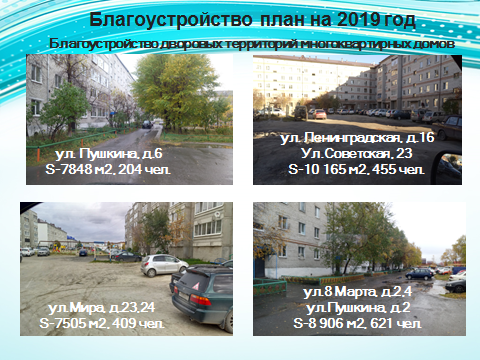 Благоустройство план на 2019 год
Благоустройство дворовых территорий многоквартирных домов
ул. Пушкина, д.6
S-7848 м2, 204 чел.
ул. Ленинградская, д.16
Ул.Советская, 23
S-10 165 м2, 455 чел.
ул.Мира, д.23,24
S-7505 м2, 409 чел.
ул.8 Марта, д.2,4
ул.Пушкина, д.2
S-8 906 м2, 621 чел.